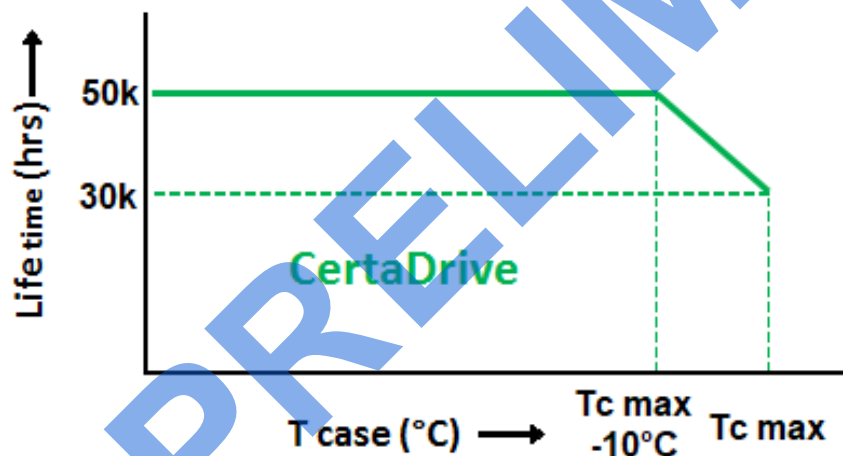 Life time (hrs)
50k
30k
CertaDrive
T case (°C)
Tc max
-10°C
Tc max
PRELIM